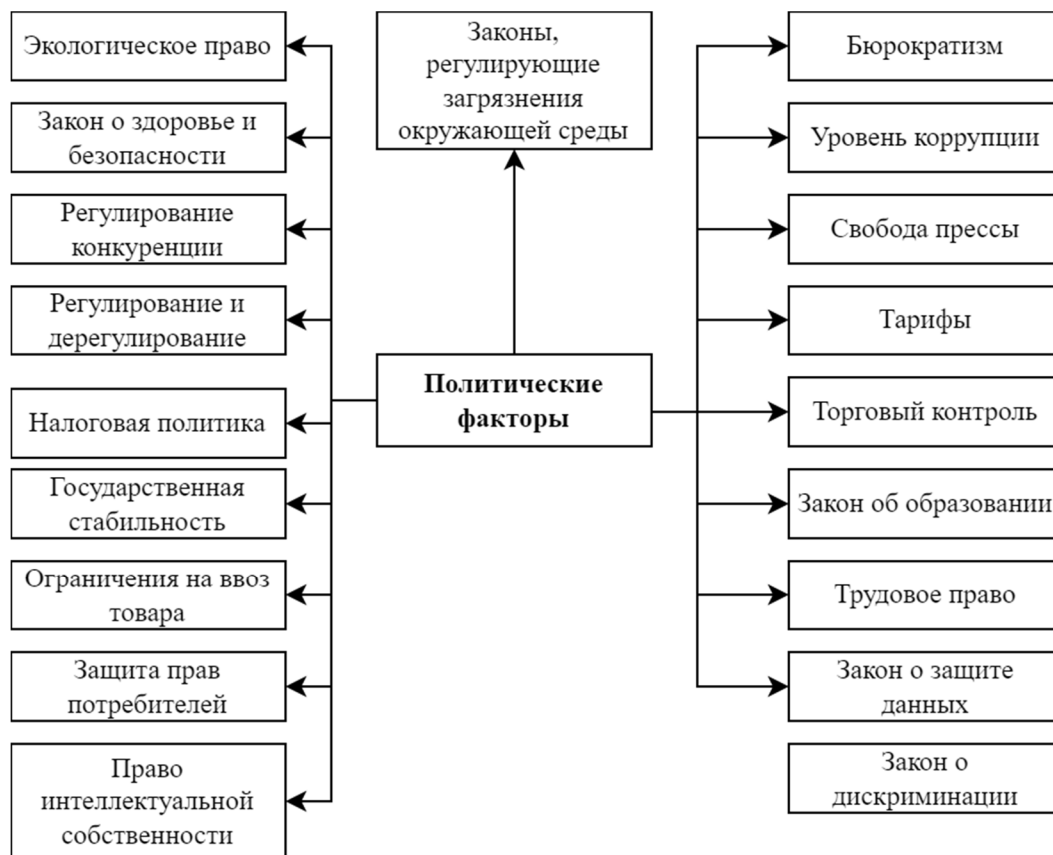 Экологическое право
Закон о здоровье и
безопасности
Регулирование
конкуренции
Регулирование и
дерегулирование
Налоговая политика
Государственная
стабильность
Ограничения на ввоз
товара
Защита прав
потребителей
Право
интеллектуальной
собственности
Законы,
регулирующие
загрязнения
окружающей среды
Политические
факторы
Бюрократизм
Уровень коррупции
Свобода прессы
Тарифы
Торговый контроль
Закон об образовании
Трудовое право
Закон о защите
данных
Закон о
дискриминации